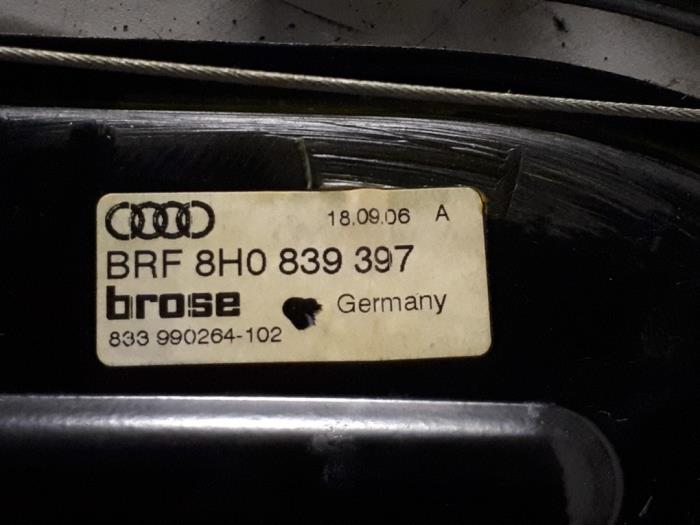 18.09.06 A
BRF 8H0 839 397
brose Germany
833 990264-102